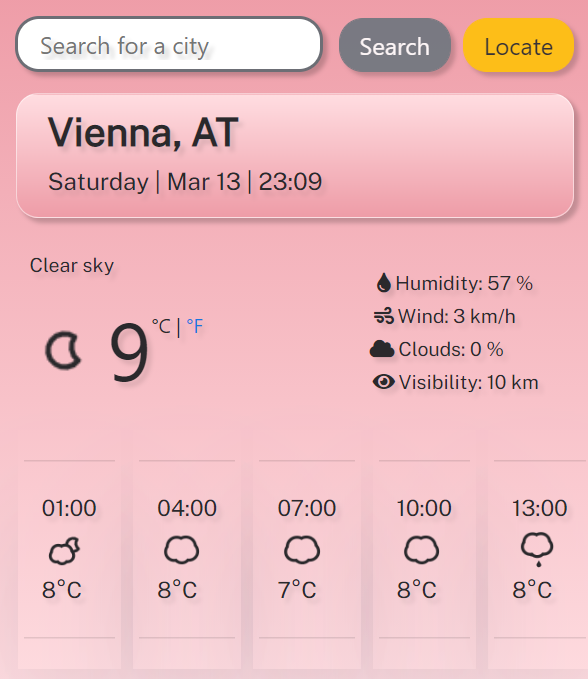 Search for a city
Search
Locate
Vienna, AT
Saturday | Mar 13 | 23:09
Clear sky
9 °C | °F
Humidity: 57 %
Wind: 3 km/h
Clouds: 0 %
Visibility: 10 km
01:00
8°C
04:00
8°C
07:00
7°C
10:00
8°C
13:00
8°C